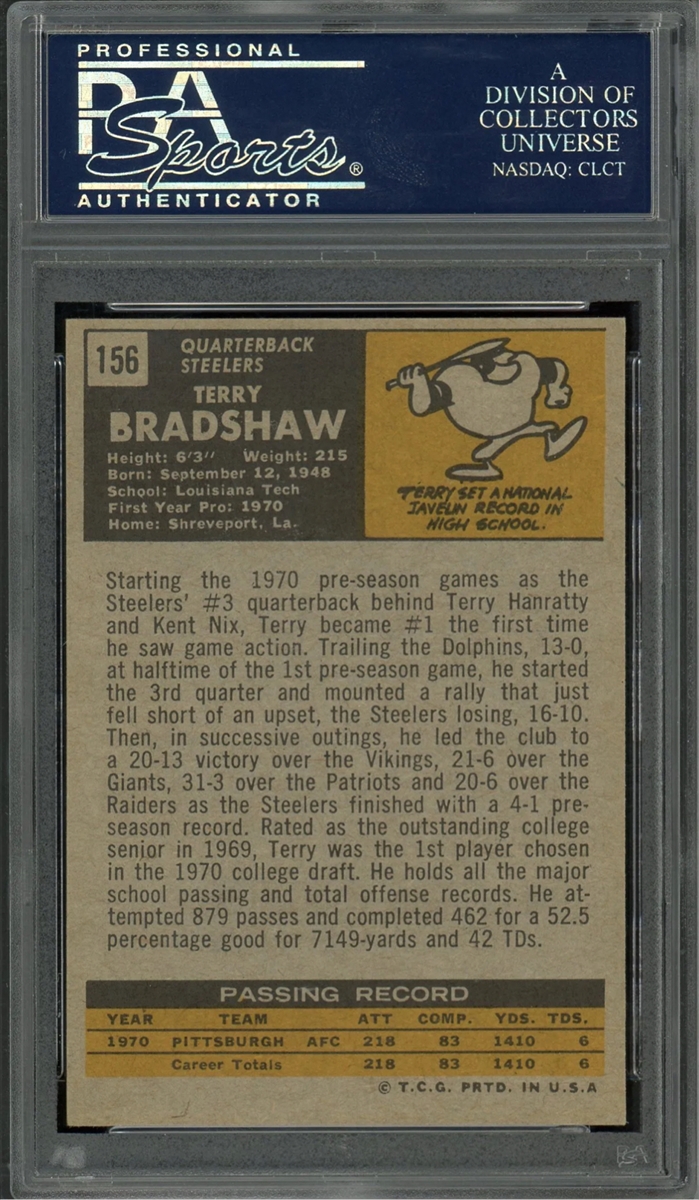 PROFESSIONAL
PSA
Sports®
AUTHENTICATOR
A
DIVISION OF
COLLECTORS
UNIVERSE
NASDAQ: CLCT
156
QUARTERBACK
STEELERS
TERRY
BRADSHAW
Height: 6'3" Weight: 215
Born: September 12, 1948
School: Louisiana Tech
First Year Pro: 1970
Home: Shreveport, La.
TERRY SET A NATIONAL
JAVELIN RECORD IN
HIGH SCHOOL.
Starting the 1970 pre-season games as the
Steelers' #3 quarterback behind Terry Hanratty
and Kent Nix, Terry became #1 the first time
he saw game action. Trailing the Dolphins, 13-0,
at halftime of the 1st pre-season game, he started
the 3rd quarter and mounted a rally that just
fell short of an upset, the Steelers losing, 16-10.
Then, in successive outings, he led the club to
a 20-13 victory over the Vikings, 21-6 over the
Giants, 31-3 over the Patriots and 20-6 over the
Raiders as the Steelers finished with a 4-1 pre-
season record. Rated as the outstanding college
senior in 1969, Terry was the 1st player chosen
in the 1970 college draft. He holds all the major
school passing and total offense records. He at-
tempted 879 passes and completed 462 for a 52.5
percentage good for 7149-yards and 42 TDs.
PASSING RECORD
YEAR TEAM ATT COMP. YDS. TDS.
1970 PITTSBURGH AFC 218 83 1410 6
Career Totals 218 83 1410 6
© T.C.G. PRTD. IN U.S.A
PSA